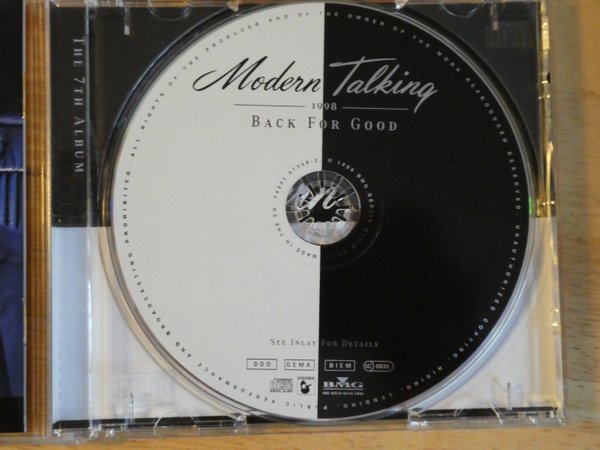 THE 7TH ALBUM
Modern Talking
1998
BACK FOR GOOD
SEE INLAY FOR DETAILS
DDD GEMA BIEM LC 0835
BMG
ALL RIGHTS OF THE PRODUCER AND OF THE OWNER OF THE WORK REPRODUCED RESERVED. UNAUTHORIZED COPYING, HIRING, LENDING, PUBLIC PERFORMANCE AND BROADCASTING PROHIBITED.
MADE IN THE EU.